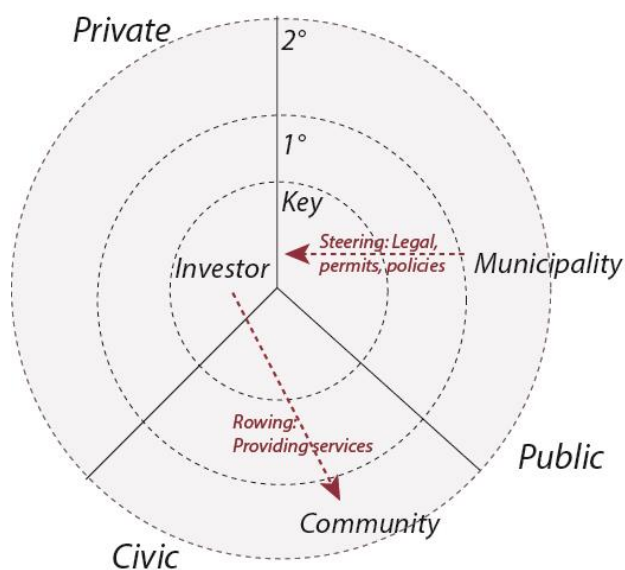 Private
2°
1°
Key
Steering: Legal,
permits, policies
Investor
Municipality
Rowing:
Providing services
Public
Community
Civic